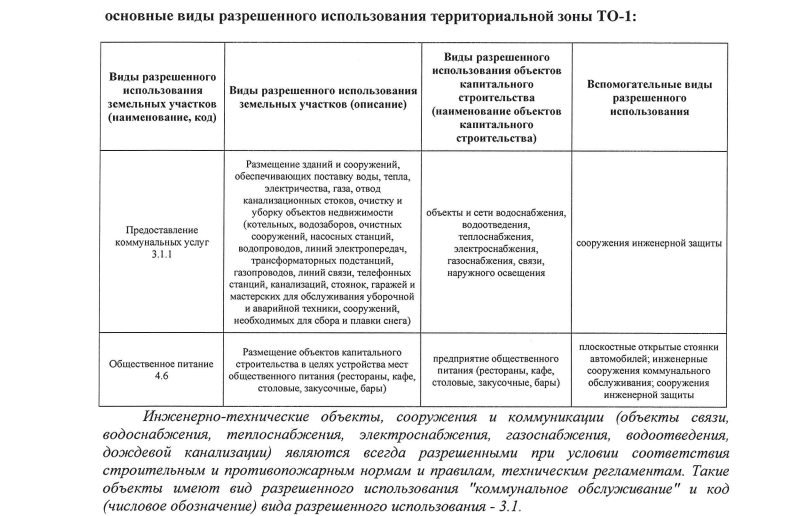 основные виды разрешенного использования территориальной зоны ТО-1:
Виды разрешенного
использования
земельных участков
(наименование, код)
Виды разрешенного использования
земельных участков (описание)
Виды разрешенного
использования объектов
капитального
строительства
(наименование объектов
капитального
строительства)
Вспомогательные виды
разрешенного
использования
Предоставление
коммунальных услуг
3.1.1
Размещение зданий и сооружений,
обеспечивающих поставку воды, тепла,
электричества, газа, отвод
канализационных стоков, очистку и
уборку объектов недвижимости
(котельных, водозаборов, очистных
сооружений, насосных станций,
водопроводов, линий электропередач,
трансформаторных подстанций,
газопроводов, линий связи, телефонных
станций, канализаций, стоянок, гаражей и
мастерских для обслуживания уборочной
и аварийной техники, сооружений,
необходимых для сбора и плавки снега)
объекты и сети водоснабжения,
водоотведения,
теплоснабжения,
электроснабжения,
газоснабжения, связи,
наружного освещения
сооружения инженерной защиты
Общественное питание
4.6
Размещение объектов капитального
строительства в целях устройства мест
общественного питания (рестораны, кафе,
столовые, закусочные, бары)
предприятие общественного
питания (рестораны, кафе,
столовые, закусочные, бары)
плоскостные открытые стоянки
автомобилей; инженерные
сооружения коммунального
обслуживания; сооружения
инженерной защиты
Инженерно-технические объекты, сооружения и коммуникации (объекты связи,
водоснабжения, теплоснабжения, электроснабжения, газоснабжения, водоотведения,
дождевой канализации) являются всегда разрешенными при условии соответствия
строительным и противопожарным нормам и правилам, техническим регламентам. Такие
объекты имеют вид разрешенного использования "коммунальное обслуживание" и код
(числовое обозначение) вида разрешенного использования - 3.1.